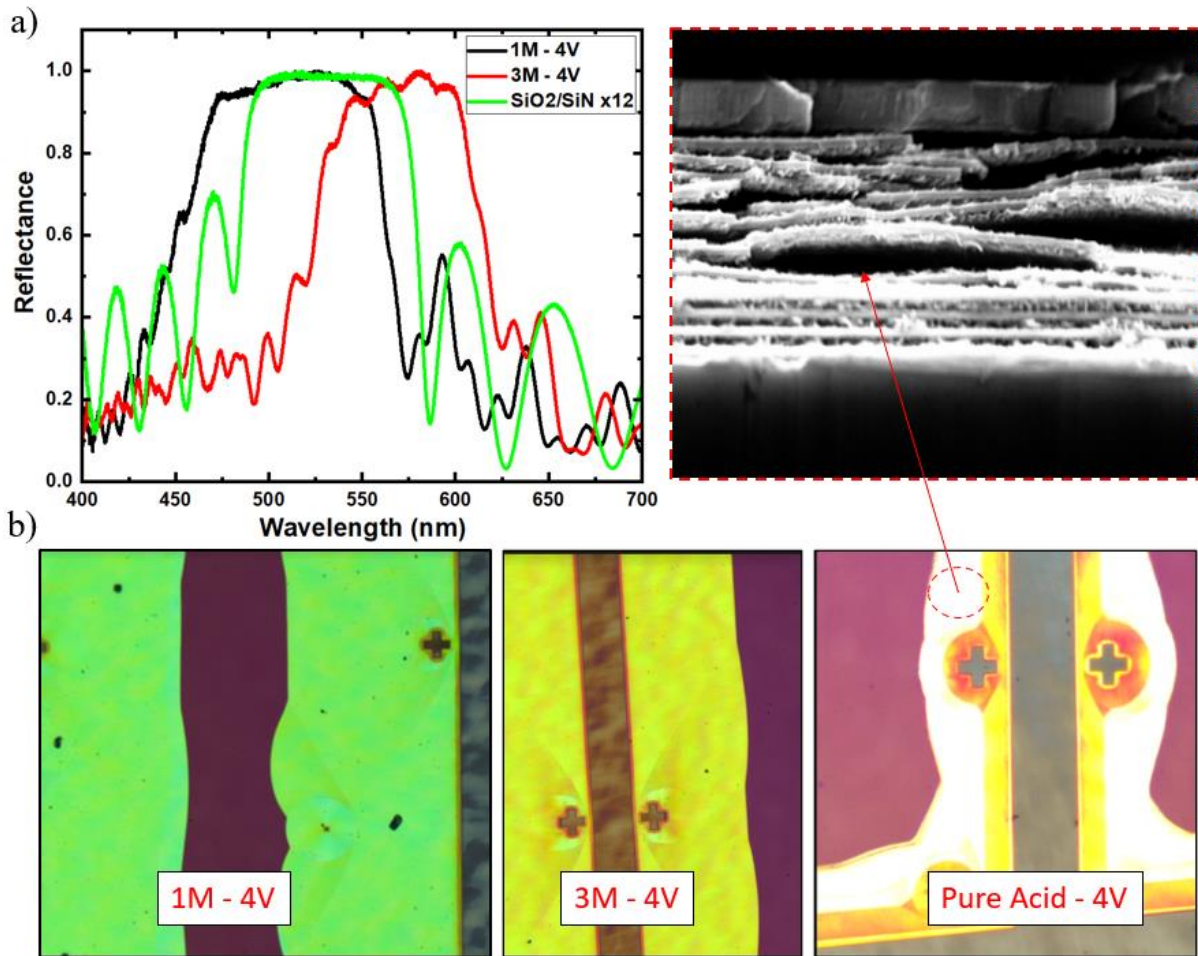 a)
1M - 4V
3M - 4V
SiO2/SiN x12
1.0
0.8
0.6
0.4
0.2
0.0
Reflectance
400 450 500 550 600 650 700
Wavelength (nm)
b)
1M - 4V
3M - 4V
Pure Acid - 4V